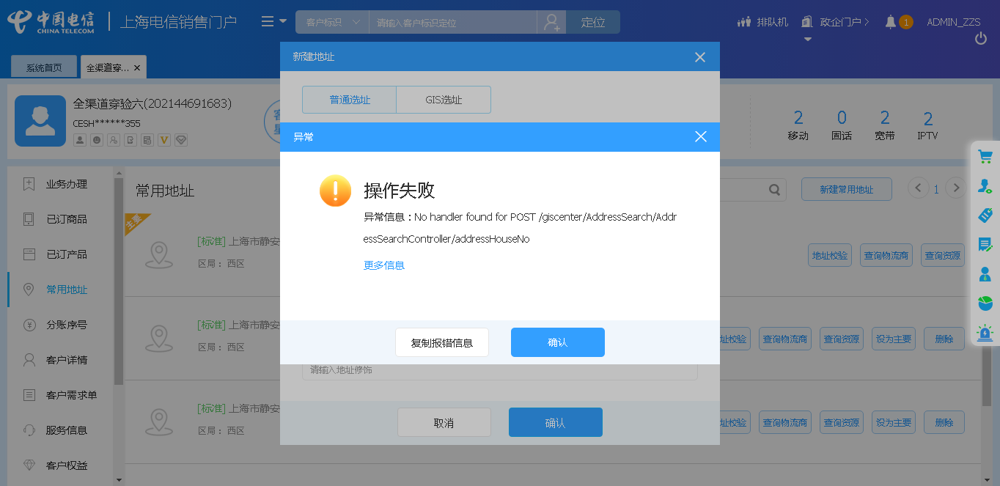 中国电信
CHINA TELECOM
上海电信销售门户
客户标识
请输入客户标识定位
定位
排队机
政企门户
1
ADMIN_ZZS
系统首页
全渠道穿...
全渠道穿验六(202144691683)
CESH******355
2
移动
0
固话
2
宽带
2
IPTV
业务办理
已订商品
已订产品
常用地址
分账序号
客户详情
客户需求单
服务信息
客户权益
常用地址
新建常用地址
1
主要
[标准] 上海市静安
区局： 西区
地址校验
查询物流商
查询资源
[标准] 上海市静安
区局： 西区
址校验
查询物流商
查询资源
设为主要
删除
[标准] 上海市静安
区局： 西区
址校验
查询物流商
查询资源
设为主要
删除
新建地址
普通选址
GIS选址
异常
操作失败
异常信息：No handler found for POST /giscenter/AddressSearch/Addr
essSearchController/addressHouseNo
更多信息
复制报错信息
确认
请输入地址修饰
取消
确认